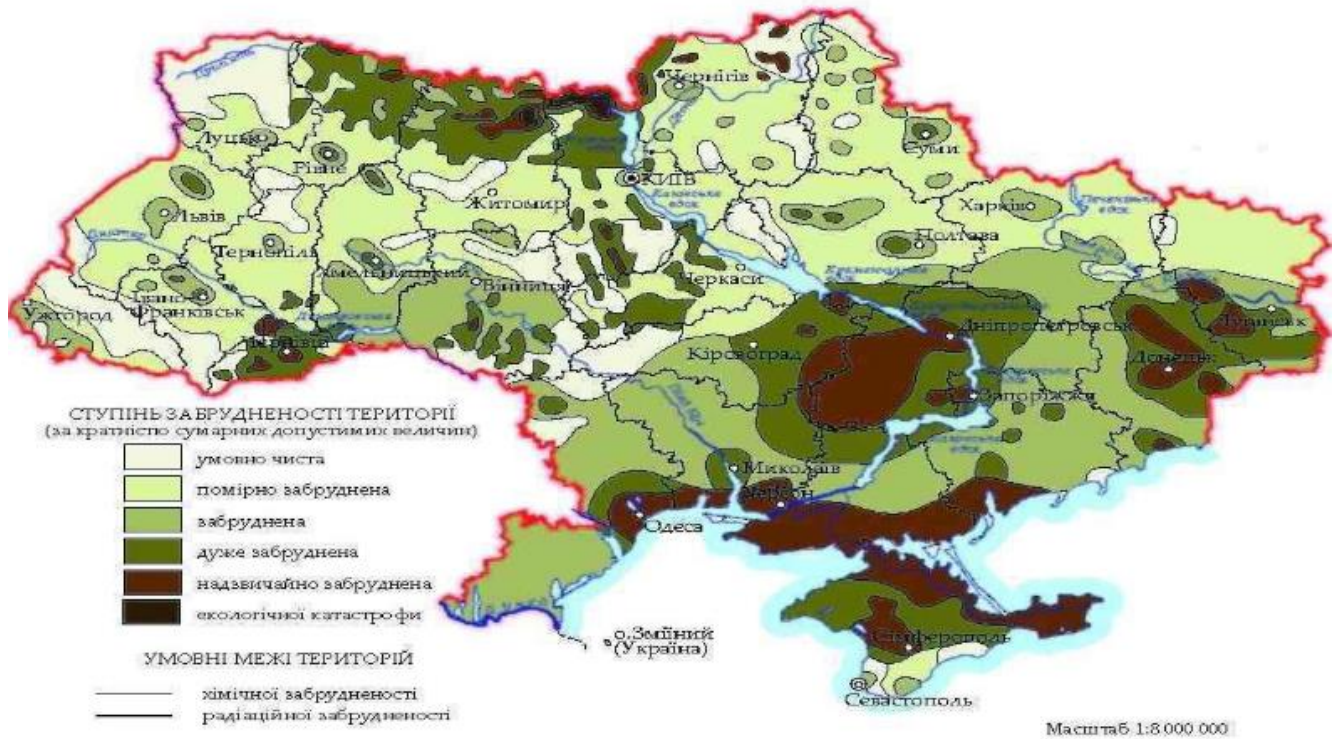 Чернігів
Суми
Луцьк
Рівне
КИЇВ
Житомир
Харків
Львів
Полтава
Тернопіль
Хмельницький
Черкаси
Вінниця
Івано
Франківськ
Ужгород
Чернівці
Дніпропетровськ
Луганськ
Кіровоград
Донецьк
Запоріжжя
СТУПІНЬ ЗАБРУДНЕНОСТІ ТЕРИТОРІЇ
(за кратністю сумарних допустимих величин)
умовно чиста
помірно забруднена
забруднена
дуже забруднена
надзвичайно забруднена
екологічної катастрофи
Миколаїв
Херсон
Одеса
о.Зміїний
(Україна)
Сімферополь
Севастополь
УМОВНІ МЕЖІ ТЕРИТОРІЙ
хімічної забрудненості
радіаційної забрудненості
Масштаб 1:8 000 000